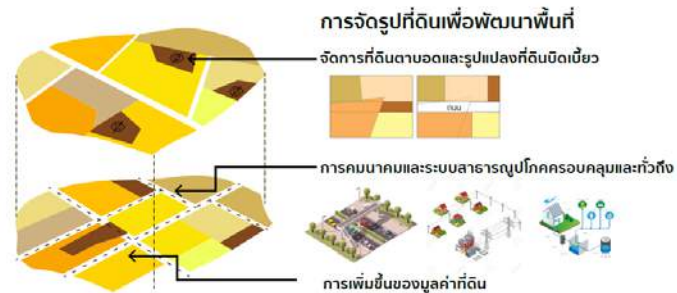 การจัดรูปที่ดินเพื่อพัฒนาพื้นที่
จัดการที่ดินตาบอดและรูปแปลงที่ดินบิดเบี้ยว
ถนน
การคมนาคมและระบบสาธารณูปโภคครอบคลุมและทั่วถึง
การเพิ่มขึ้นของมูลค่าที่ดิน